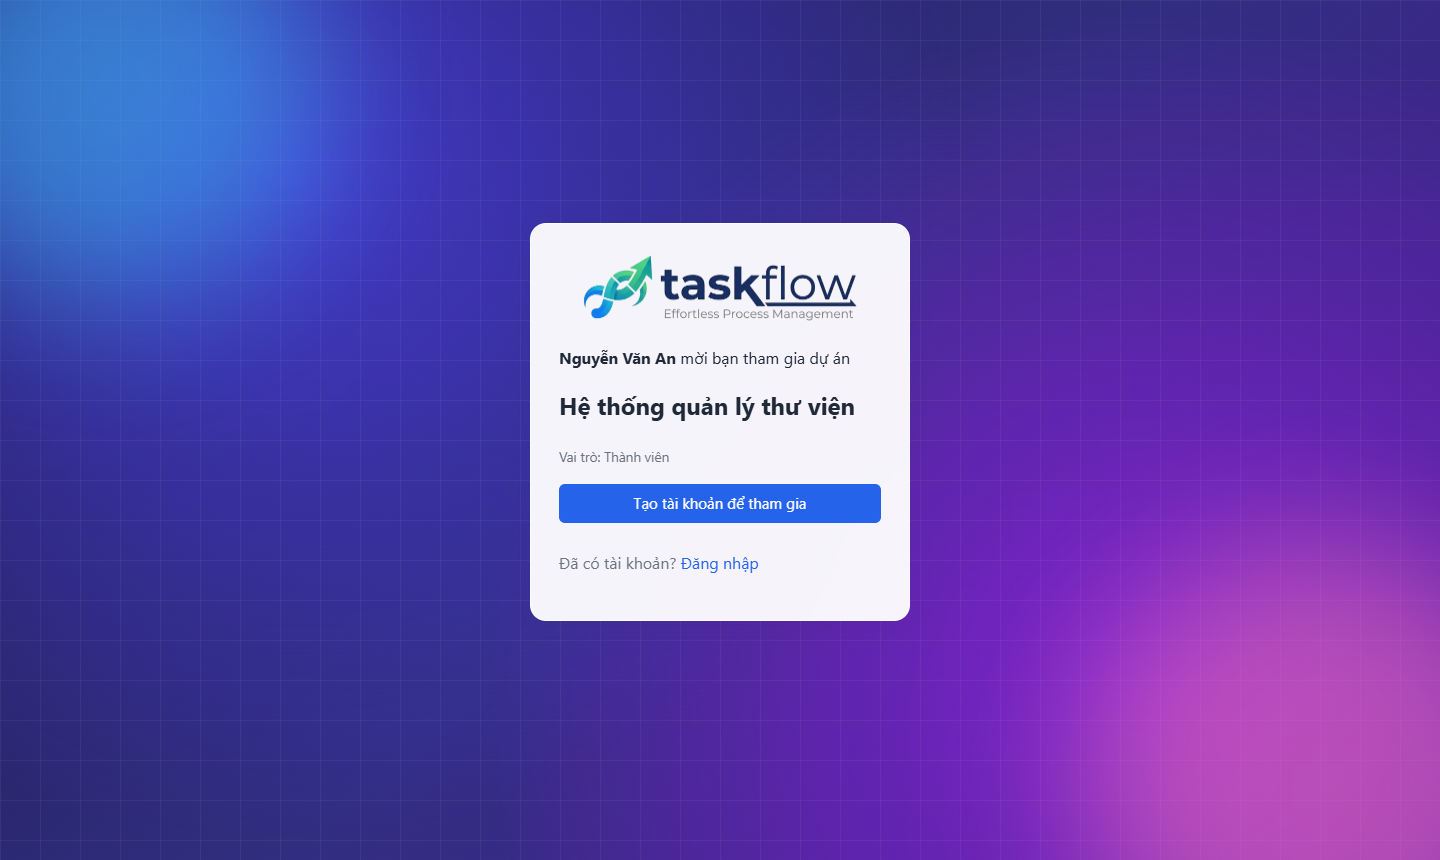 taskflow
Effortless Process Management
Nguyễn Văn An mời bạn tham gia dự án
Hệ thống quản lý thư viện
Vai trò: Thành viên
Tạo tài khoản để tham gia
Đã có tài khoản? Đăng nhập